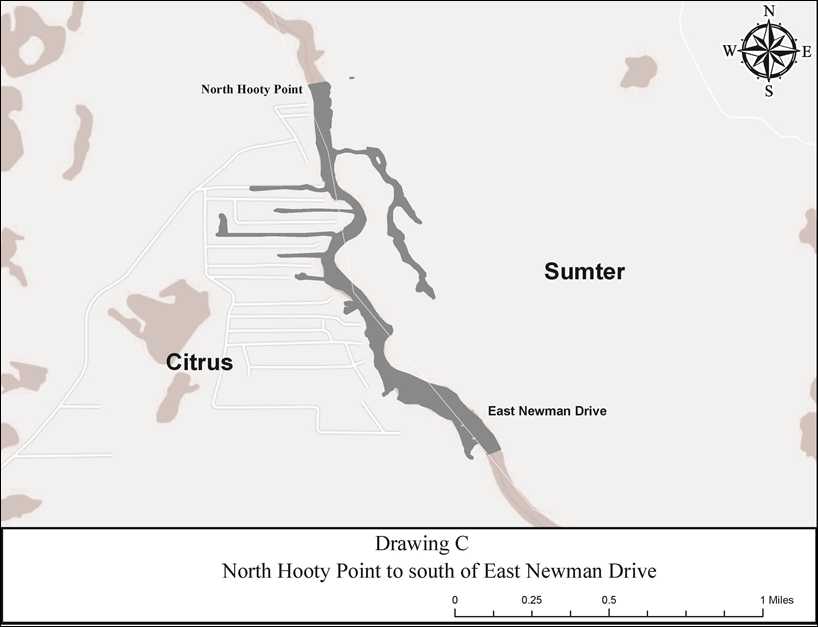 N
W E
S
North Hooty Point
Sumter
Citrus
East Newman Drive
Drawing C
North Hooty Point to south of East Newman Drive
0 0.25 0.5 1 Miles